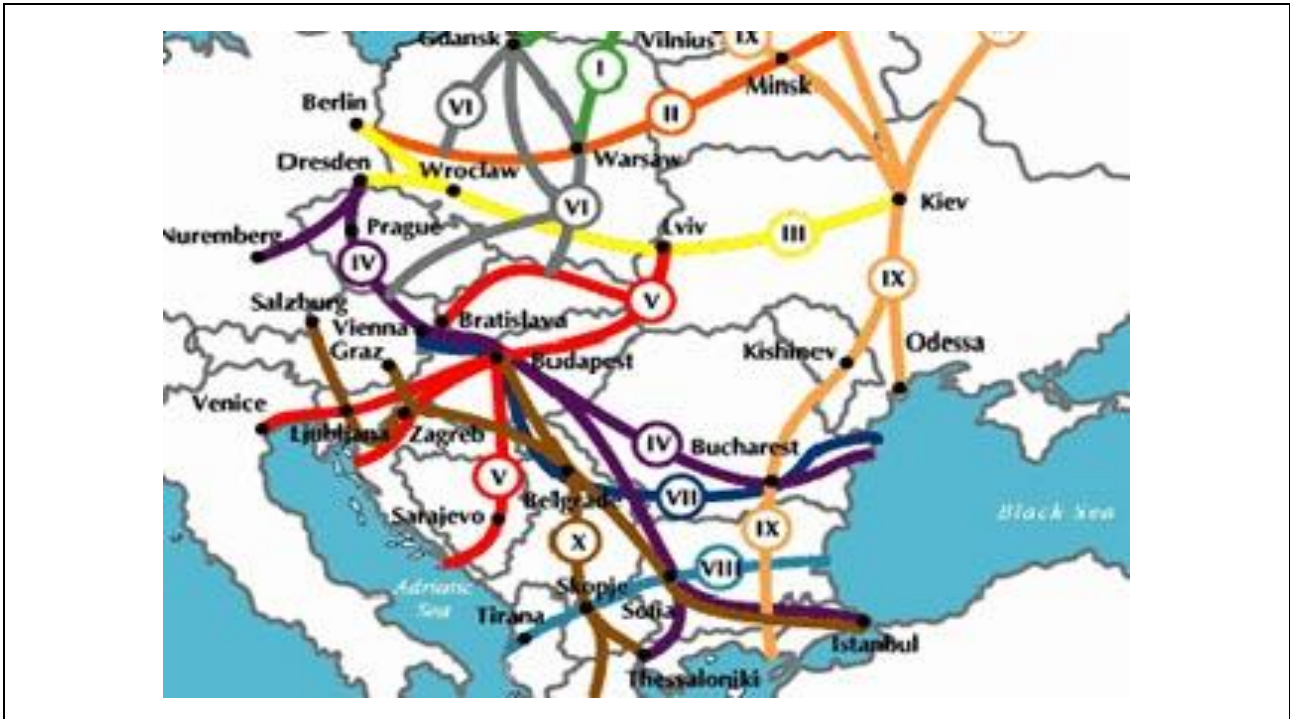 Gdansk
Vilnius
IX
I
Minsk
VI
Berlin
II
Dresden
Wroclaw
Warsaw
Kiev
VI
Nuremberg
Prague
Lviv
III
IV
IX
Salzburg
V
Vienna
Bratislava
Graz
Budapest
Kishinev
Odessa
Venice
Ljubljana
Zagreb
IV
Bucharest
V
Belgrade
VII
Sarajevo
Black Sea
IX
X
VIII
Adriatic
Sea
Skopje
Tirana
Sofia
Istanbul
Thessaloniki